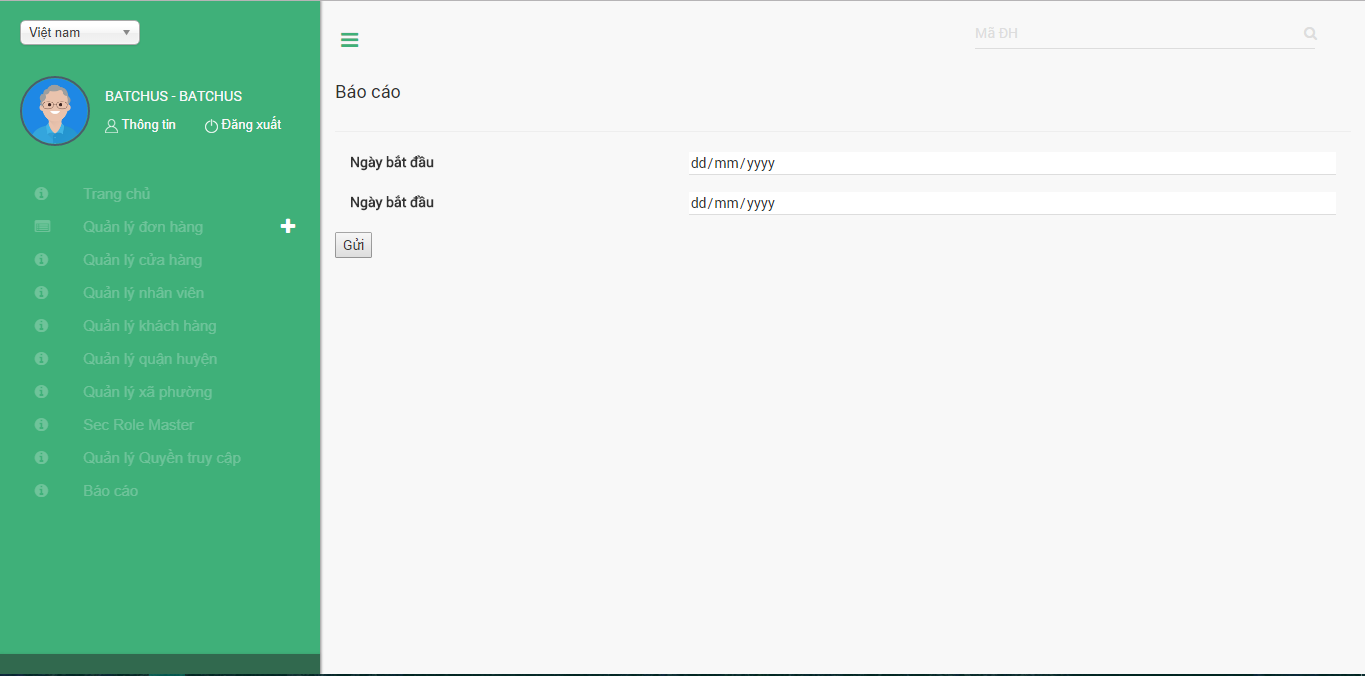 Việt nam
BATCHUS - BATCHUS
Thông tin
Đăng xuất
Trang chủ
Quản lý đơn hàng
Quản lý cửa hàng
Quản lý nhân viên
Quản lý khách hàng
Quản lý quận huyện
Quản lý xã phường
Sec Role Master
Quản lý Quyền truy cập
Báo cáo
Mã ĐH
Báo cáo
Ngày bắt đầu dd/mm/yyyy
Ngày bắt đầu dd/mm/yyyy
Gửi